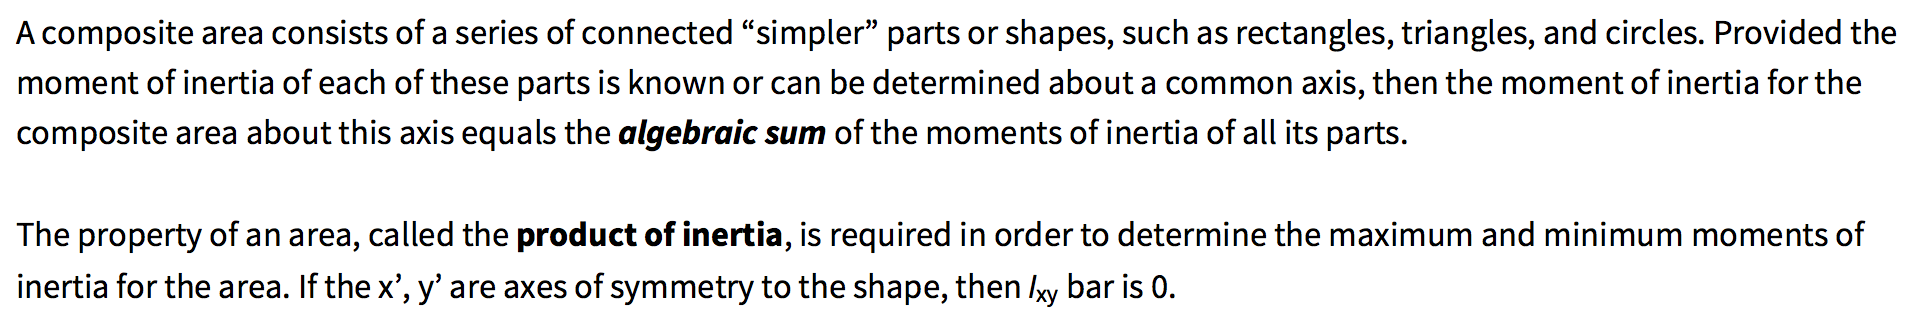 A composite area consists of a series of connected “simpler” parts or shapes, such as rectangles, triangles, and circles. Provided the
moment of inertia of each of these parts is known or can be determined about a common axis, then the moment of inertia for the
composite area about this axis equals the algebraic sum of the moments of inertia of all its parts.
The property of an area, called the product of inertia, is required in order to determine the maximum and minimum moments of
inertia for the area. If the x’, y’ are axes of symmetry to the shape, then Ixy bar is 0.